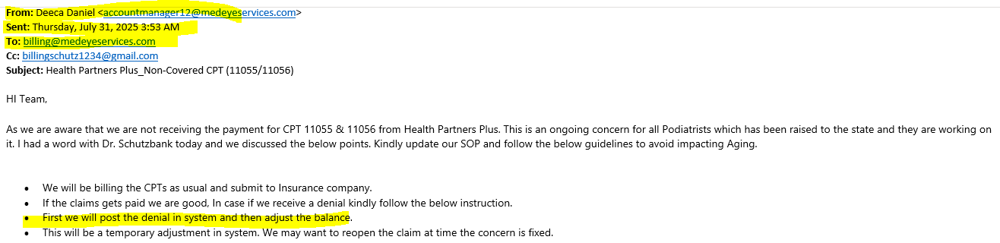 From: Deeca Daniel <accountmanager12@medeyeservices.com>
Sent: Thursday, July 31, 2025 3:53 AM
To: billing@medeyeservices.com
Cc: billingschutz1234@gmail.com
Subject: Health Partners Plus_Non-Covered CPT (11055/11056)
HI Team,
As we are aware that we are not receiving the payment for CPT 11055 & 11056 from Health Partners Plus. This is an ongoing concern for all Podiatrists which has been raised to the state and they are working on
it. I had a word with Dr. Schutzbank today and we discussed the below points. Kindly update our SOP and follow the below guidelines to avoid impacting Aging.
• We will be billing the CPTs as usual and submit to Insurance company.
• If the claims gets paid we are good, In case if we receive a denial kindly follow the below instruction.
• First we will post the denial in system and then adjust the balance.
• This will be a temporary adjustment in system. We may want to reopen the claim at time the concern is fixed.